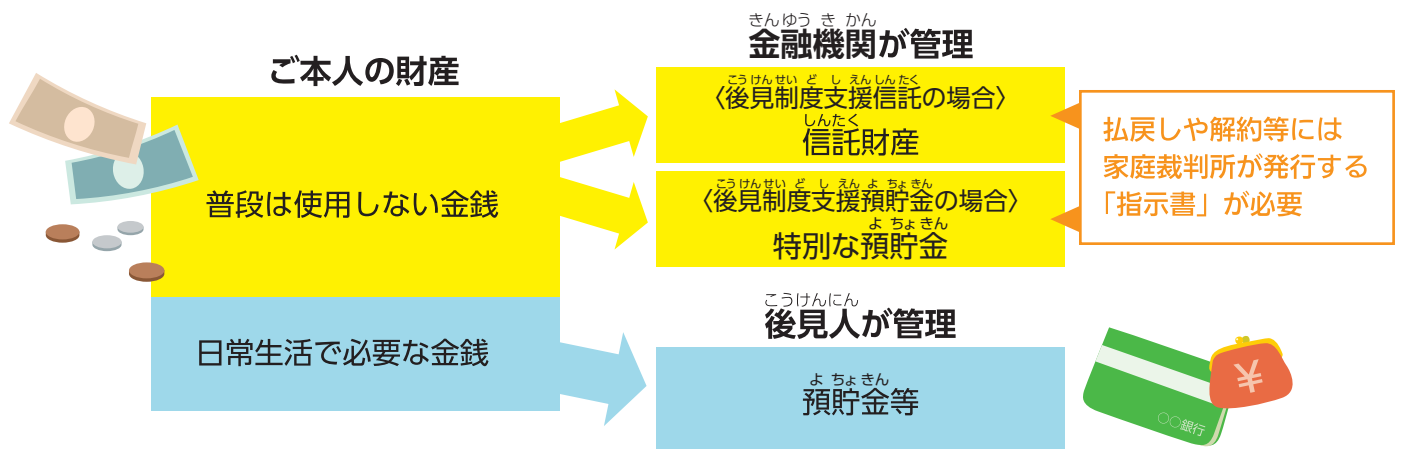 ご本人の財産
普段は使用しない金銭
日常生活で必要な金銭
きんゆう き かん
金融機関が管理
こうけんせい ど し えんしんたく
〈後見制度支援信託の場合〉
しんたく
信託財産
こうけんせい ど し えん よ ちょきん
〈後見制度支援預貯金の場合〉
よ ちょきん
特別な預貯金
払戻しや解約等には
家庭裁判所が発行する
「指示書」が必要
こうけんにん
後見人が管理
よ ちょきん
預貯金等
○○銀行
¥